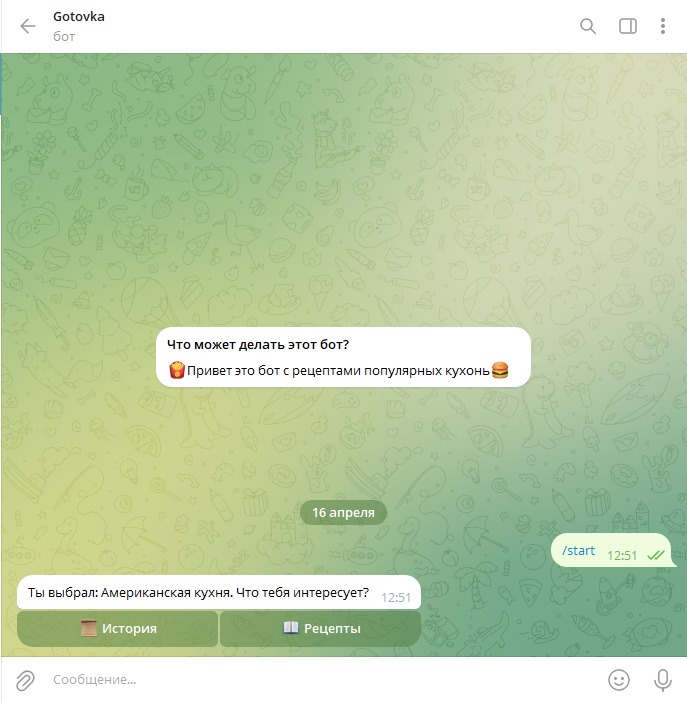 Gotovka
бот
Что может делать этот бот?
🍟Привет это бот с рецептами популярных кухонь🍔
16 апреля
/start 12:51
Ты выбрал: Американская кухня. Что тебя интересует? 12:51
📜 История
📖 Рецепты
Сообщение...